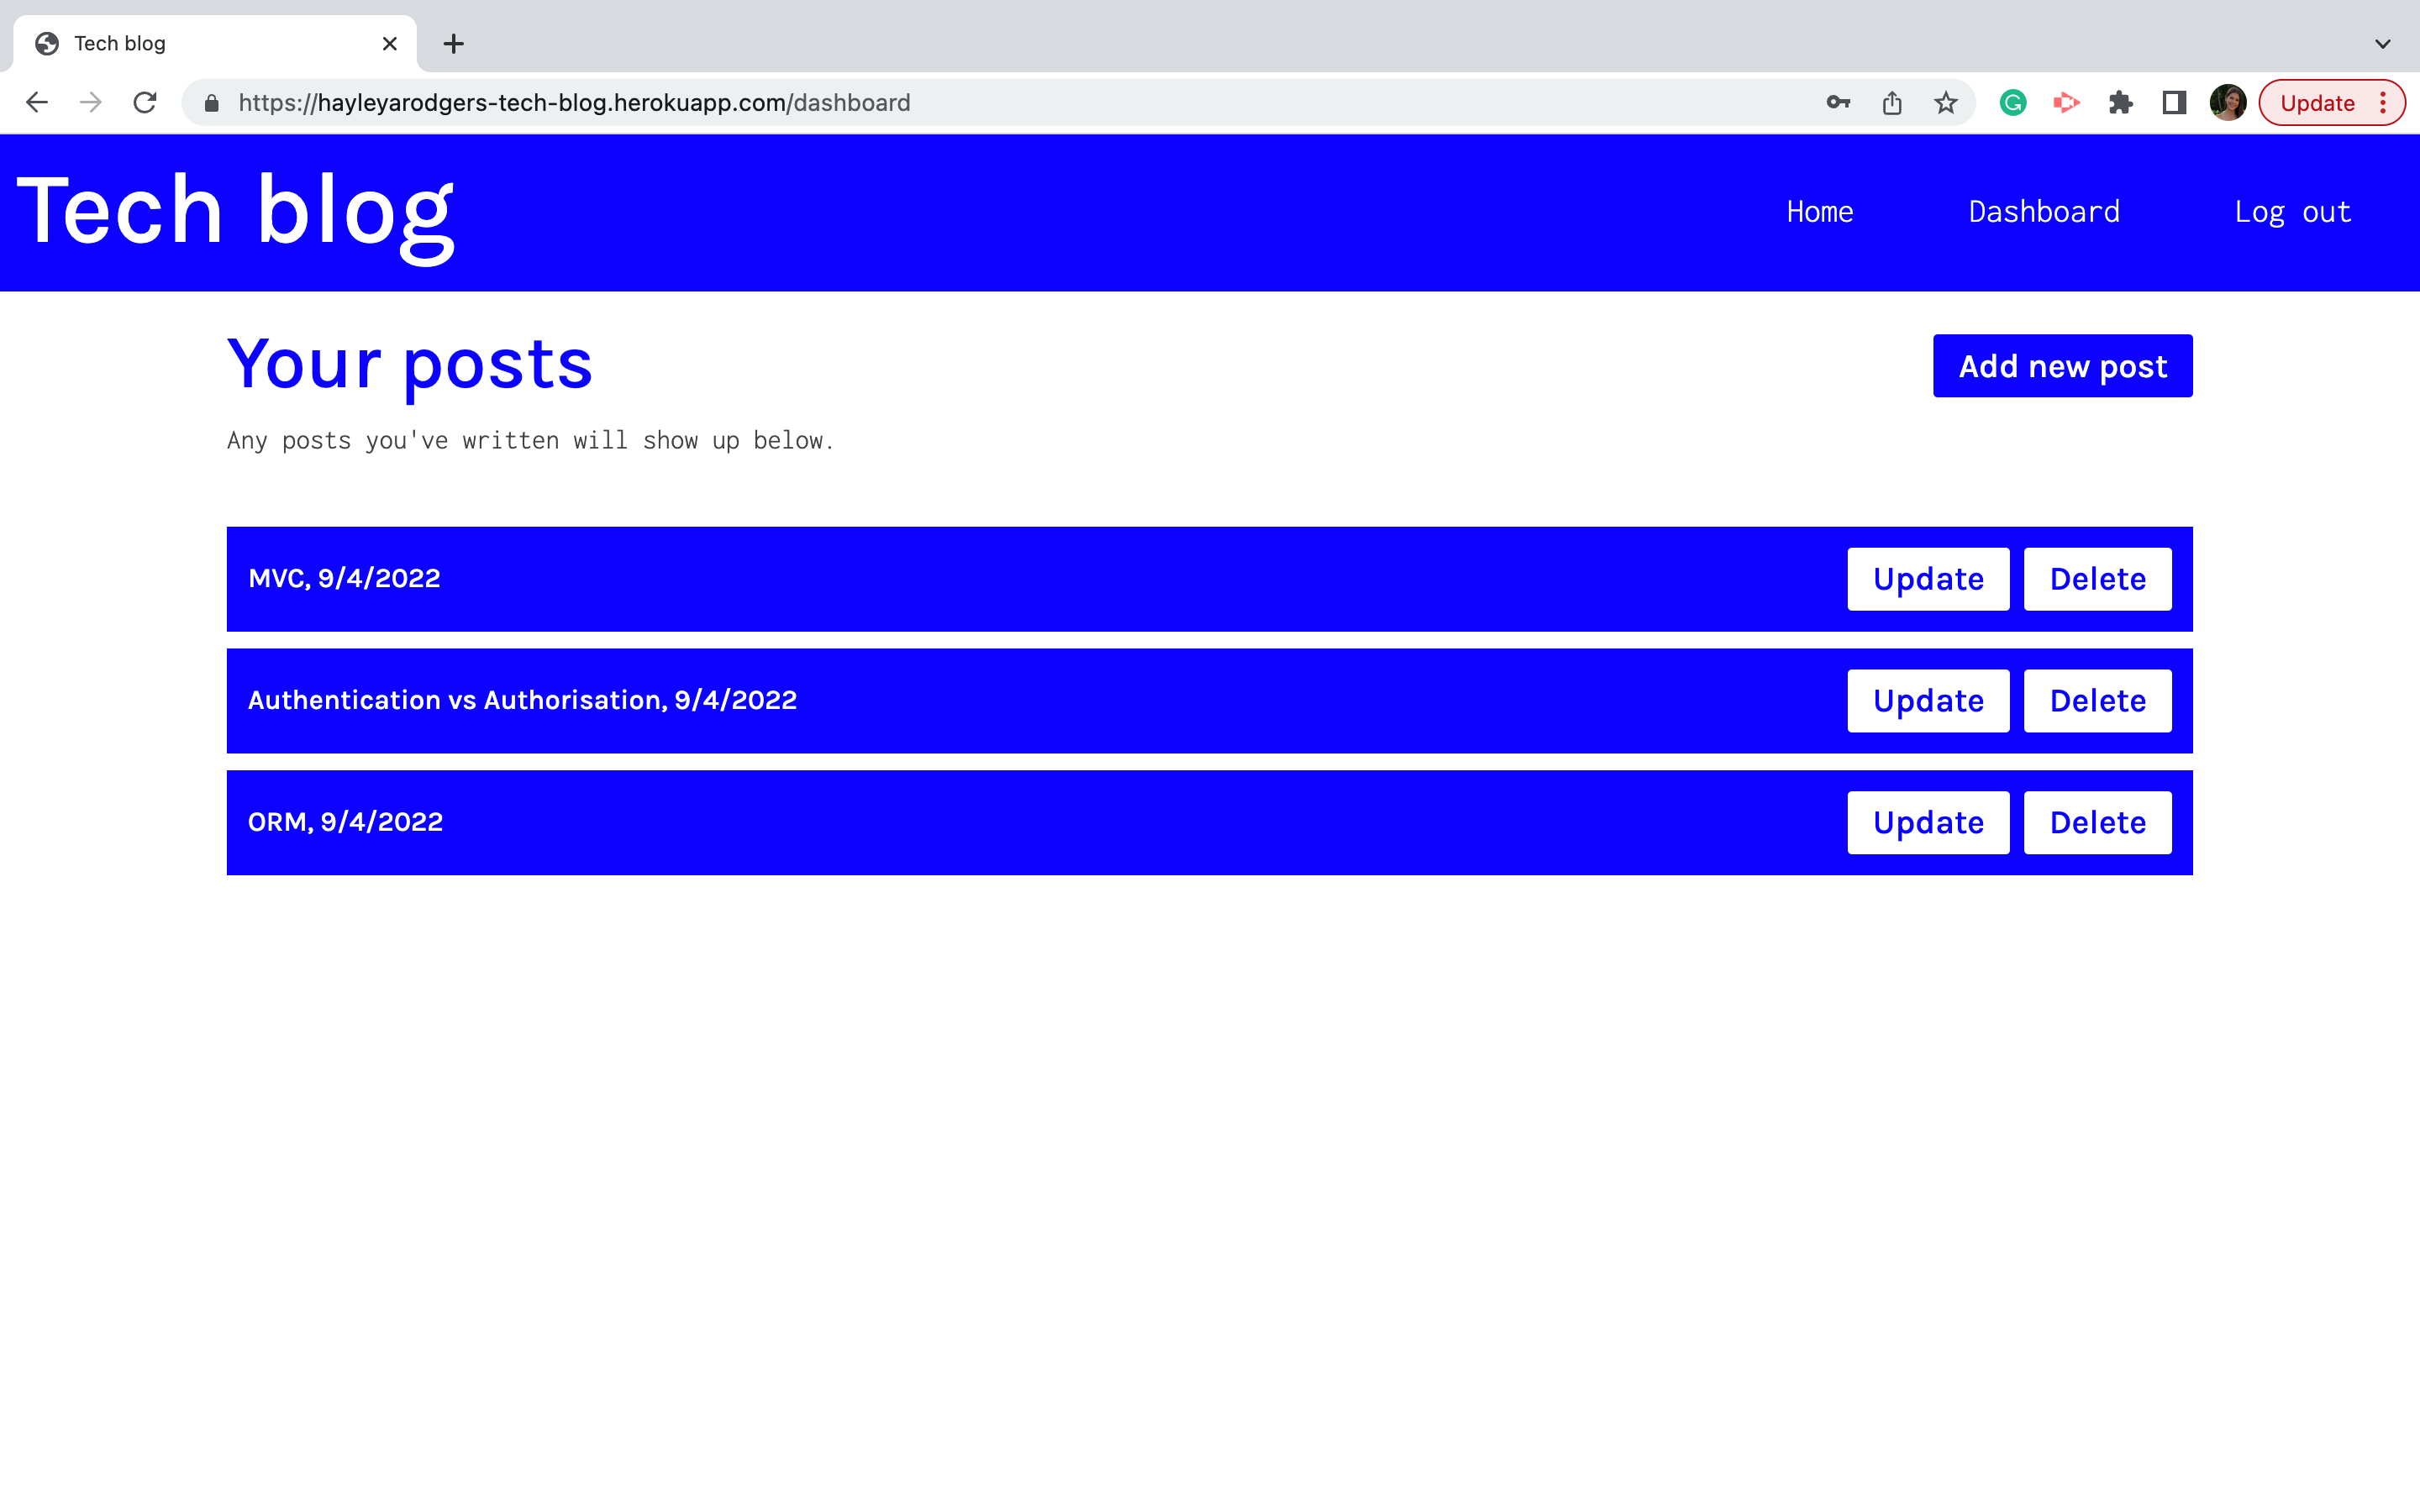 Tech blog
https://hayleyarodgers-tech-blog.herokuapp.com/dashboard
Update
Tech blog
Home Dashboard Log out
Your posts
Add new post
Any posts you've written will show up below.
MVC, 9/4/2022 Update Delete
Authentication vs Authorisation, 9/4/2022 Update Delete
ORM, 9/4/2022 Update Delete